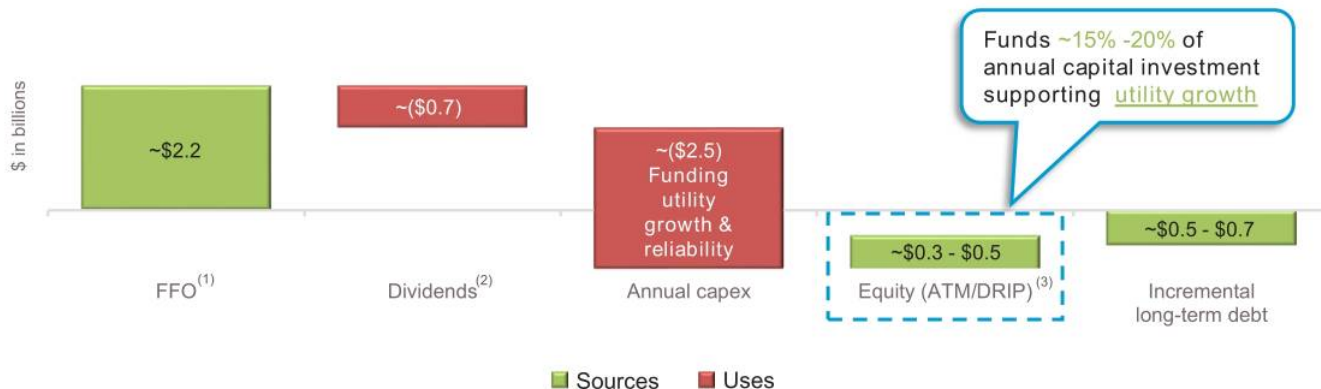 Funds ~15% -20% of
annual capital investment
supporting utility growth
$ in billions
~$2.2
~($0.7)
~($2.5)
Funding
utility
growth &
reliability
~$0.3 - $0.5
~$0.5 - $0.7
FFO(1)
Dividends(2)
Annual capex
Equity (ATM/DRIP)(3)
Incremental
long-term debt
Sources
Uses